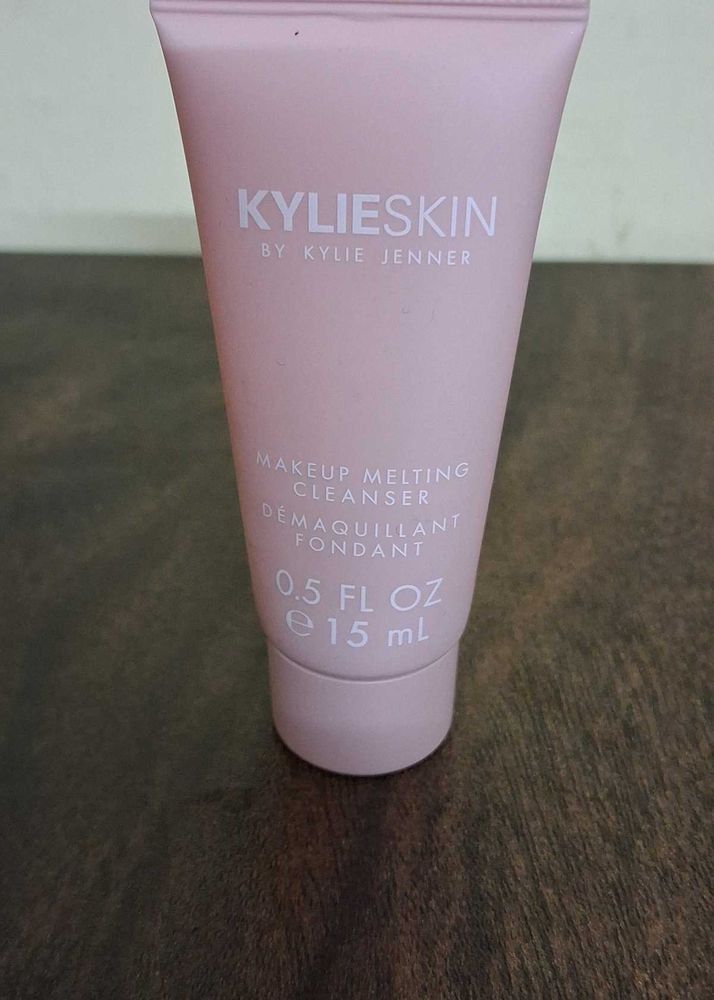 KYLIESKIN
BY KYLIE JENNER
MAKEUP MELTING
CLEANSER
DÉMAQUILLANT
FONDANT
0.5 FL OZ
℮ 15 mL